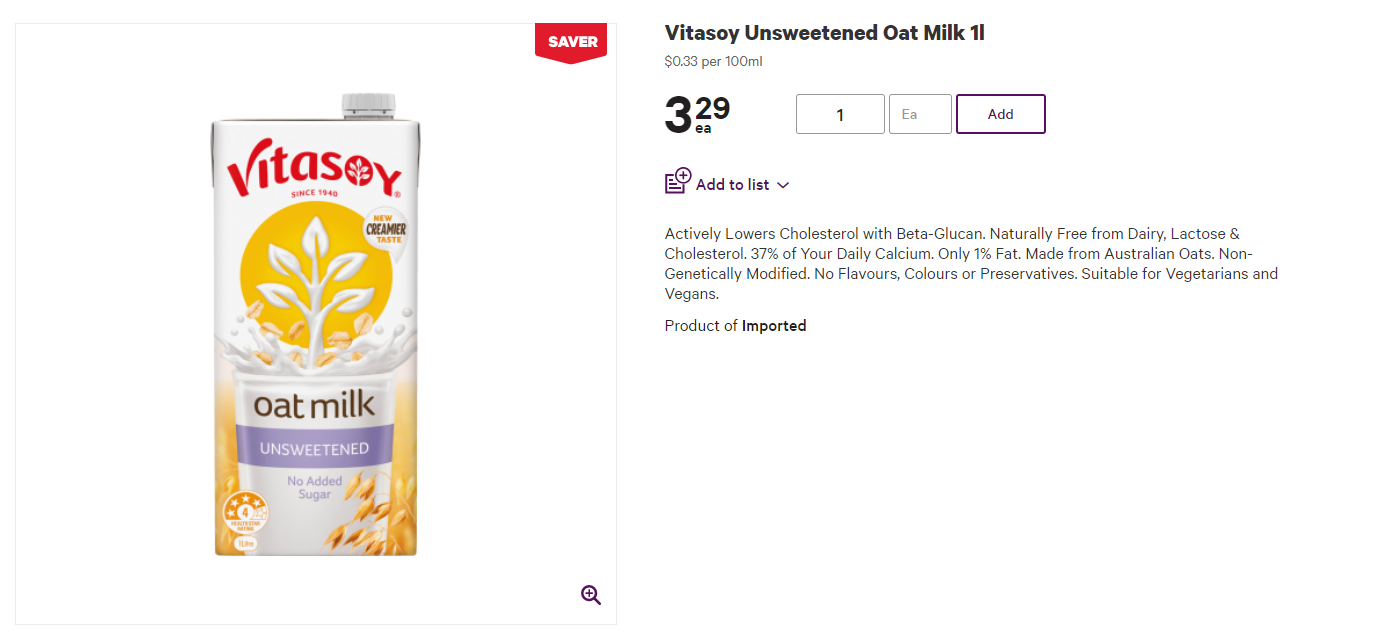 SAVER
Vitasoy
SINCE 1940
®
NEW
CREAMIER
TASTE
oat milk
UNSWEETENED
No Added
Sugar
4
HEALTH STAR
RATING
1 Litre
Vitasoy Unsweetened Oat Milk 1l
$0.33 per 100ml
3 29
ea
1
Ea
Add
Add to list
Actively Lowers Cholesterol with Beta-Glucan. Naturally Free from Dairy, Lactose &
Cholesterol. 37% of Your Daily Calcium. Only 1% Fat. Made from Australian Oats. Non-
Genetically Modified. No Flavours, Colours or Preservatives. Suitable for Vegetarians and
Vegans.
Product of Imported